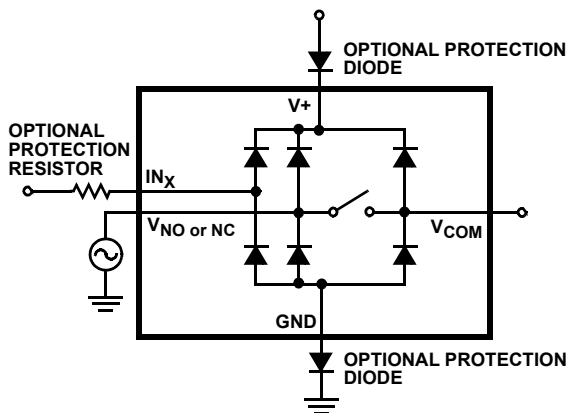 OPTIONAL PROTECTION
DIODE
V+
OPTIONAL
PROTECTION
RESISTOR
INX
VNO or NC
VCOM
GND
OPTIONAL PROTECTION
DIODE